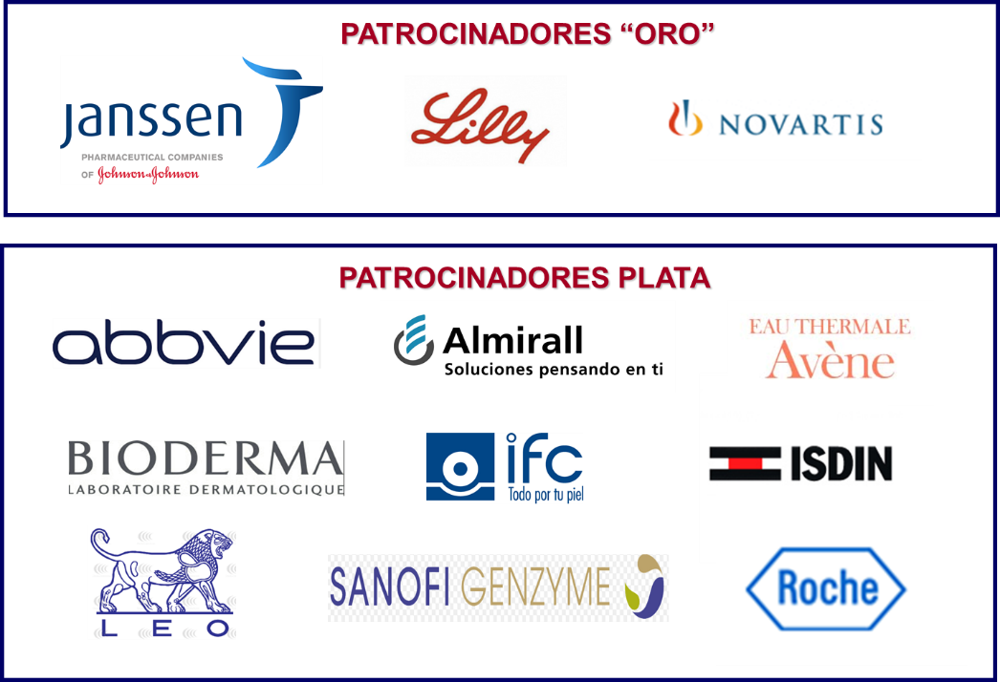 PATROCINADORES “ORO”
janssen
PHARMACEUTICAL COMPANIES
OF Johnson & Johnson
Lilly
NOVARTIS
PATROCINADORES PLATA
abbvie
Almirall
Soluciones pensando en ti
EAU THERMALE
Avène
BIODERMA
LABORATOIRE DERMATOLOGIQUE
ifc
Todo por tu piel
ISDIN
LEO
SANOFI GENZYME
Roche